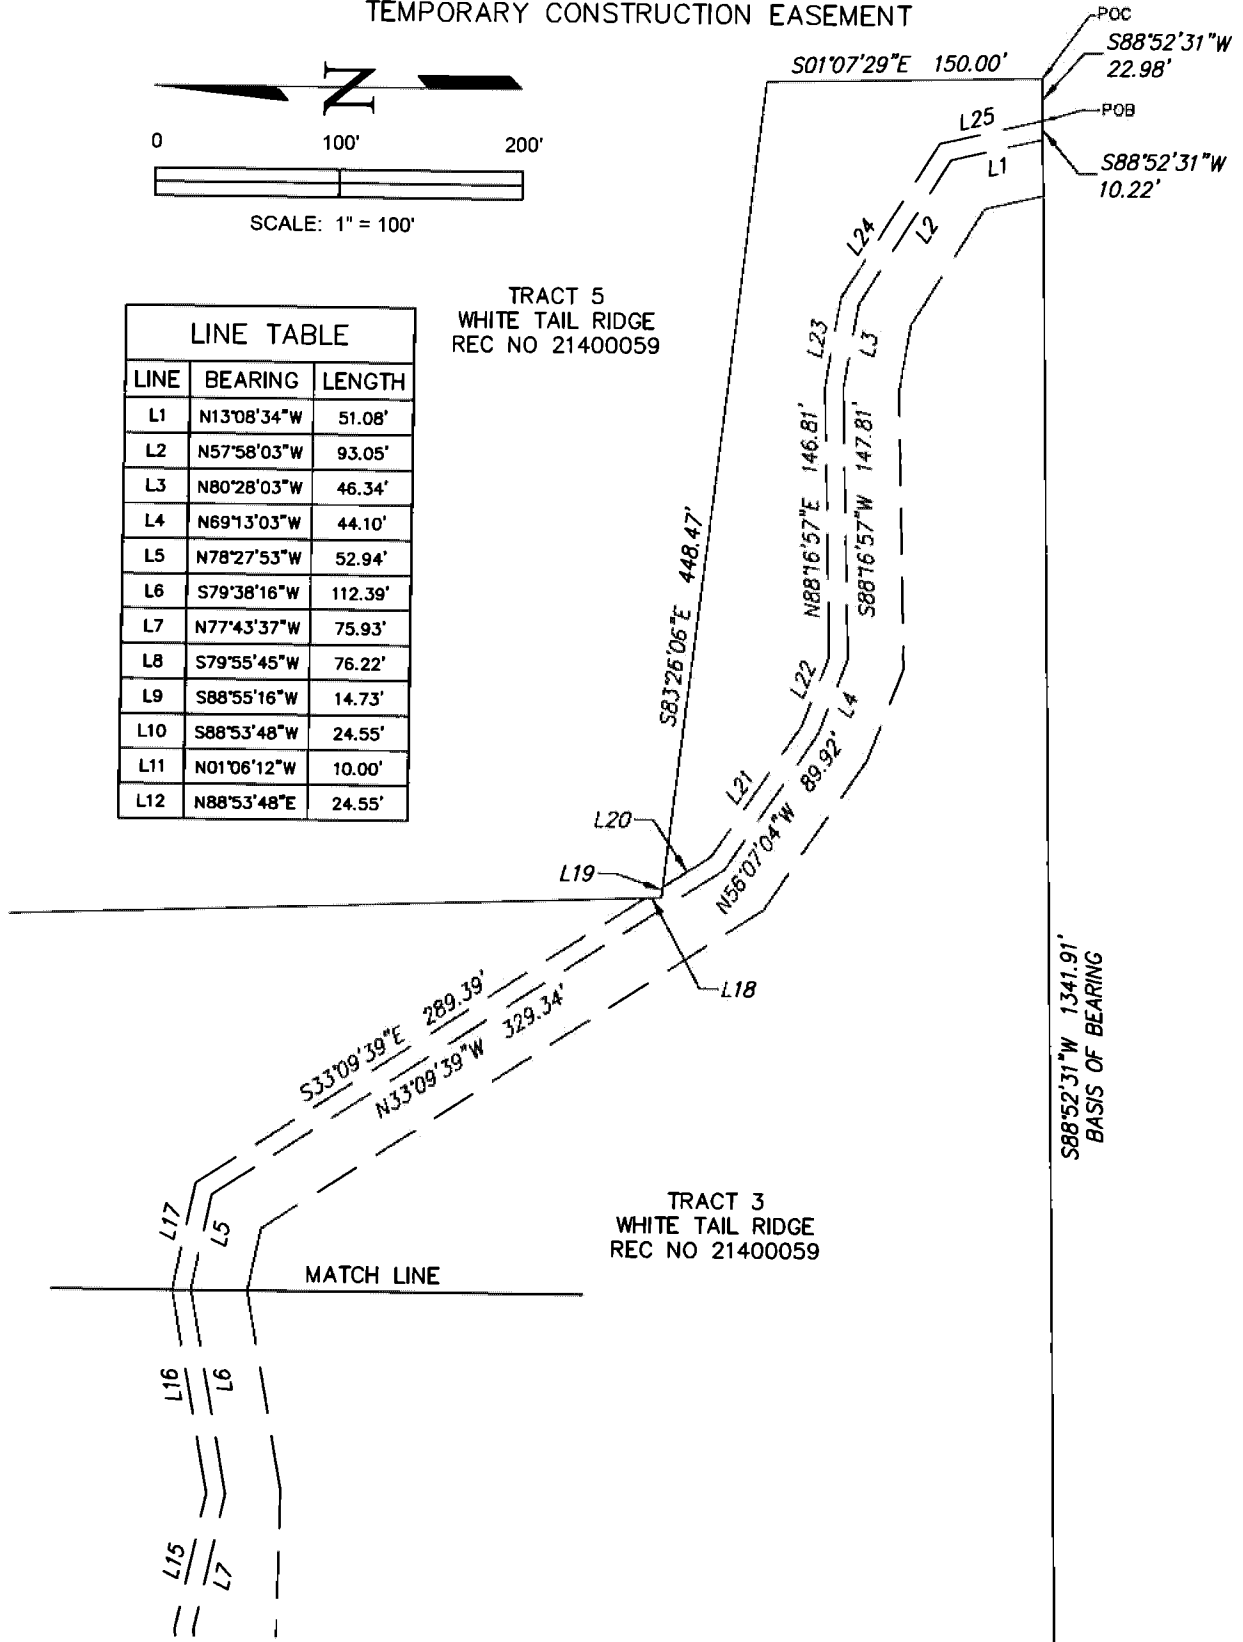 TEMPORARY CONSTRUCTION EASEMENT
POC
S88°52'31"W
22.98'
S01°07'29"E 150.00'
N
0 100' 200'
SCALE: 1" = 100'
POB
S88°52'31"W
10.22'
L25
L1
L24
L2
L23
L3
TRACT 5
WHITE TAIL RIDGE
REC NO 21400059
LINE TABLE
LINE BEARING LENGTH
L1 N13°08'34"W 51.08'
L2 N57°58'03"W 93.05'
L3 N80°28'03"W 46.34'
L4 N69°13'03"W 44.10'
L5 N78°27'53"W 52.94'
L6 S79°38'16"W 112.39'
L7 N77°43'37"W 75.93'
L8 S79°55'45"W 76.22'
L9 S88°55'16"W 14.73'
L10 S88°53'48"W 24.55'
L11 N01°06'12"W 10.00'
L12 N88°53'48"E 24.55'
N88°16'57"E 146.81'
S88°16'57"W 147.81'
S83°26'06"E 448.47'
L22
L4
L21
N56°07'04"W 89.92'
L20
L19
L18
S33°09'39"E 289.39'
N33°09'39"W 329.34'
S88°52'31"W 1341.91'
BASIS OF BEARING
L17
L5
TRACT 3
WHITE TAIL RIDGE
REC NO 21400059
MATCH LINE
L16
L6
L15
L7